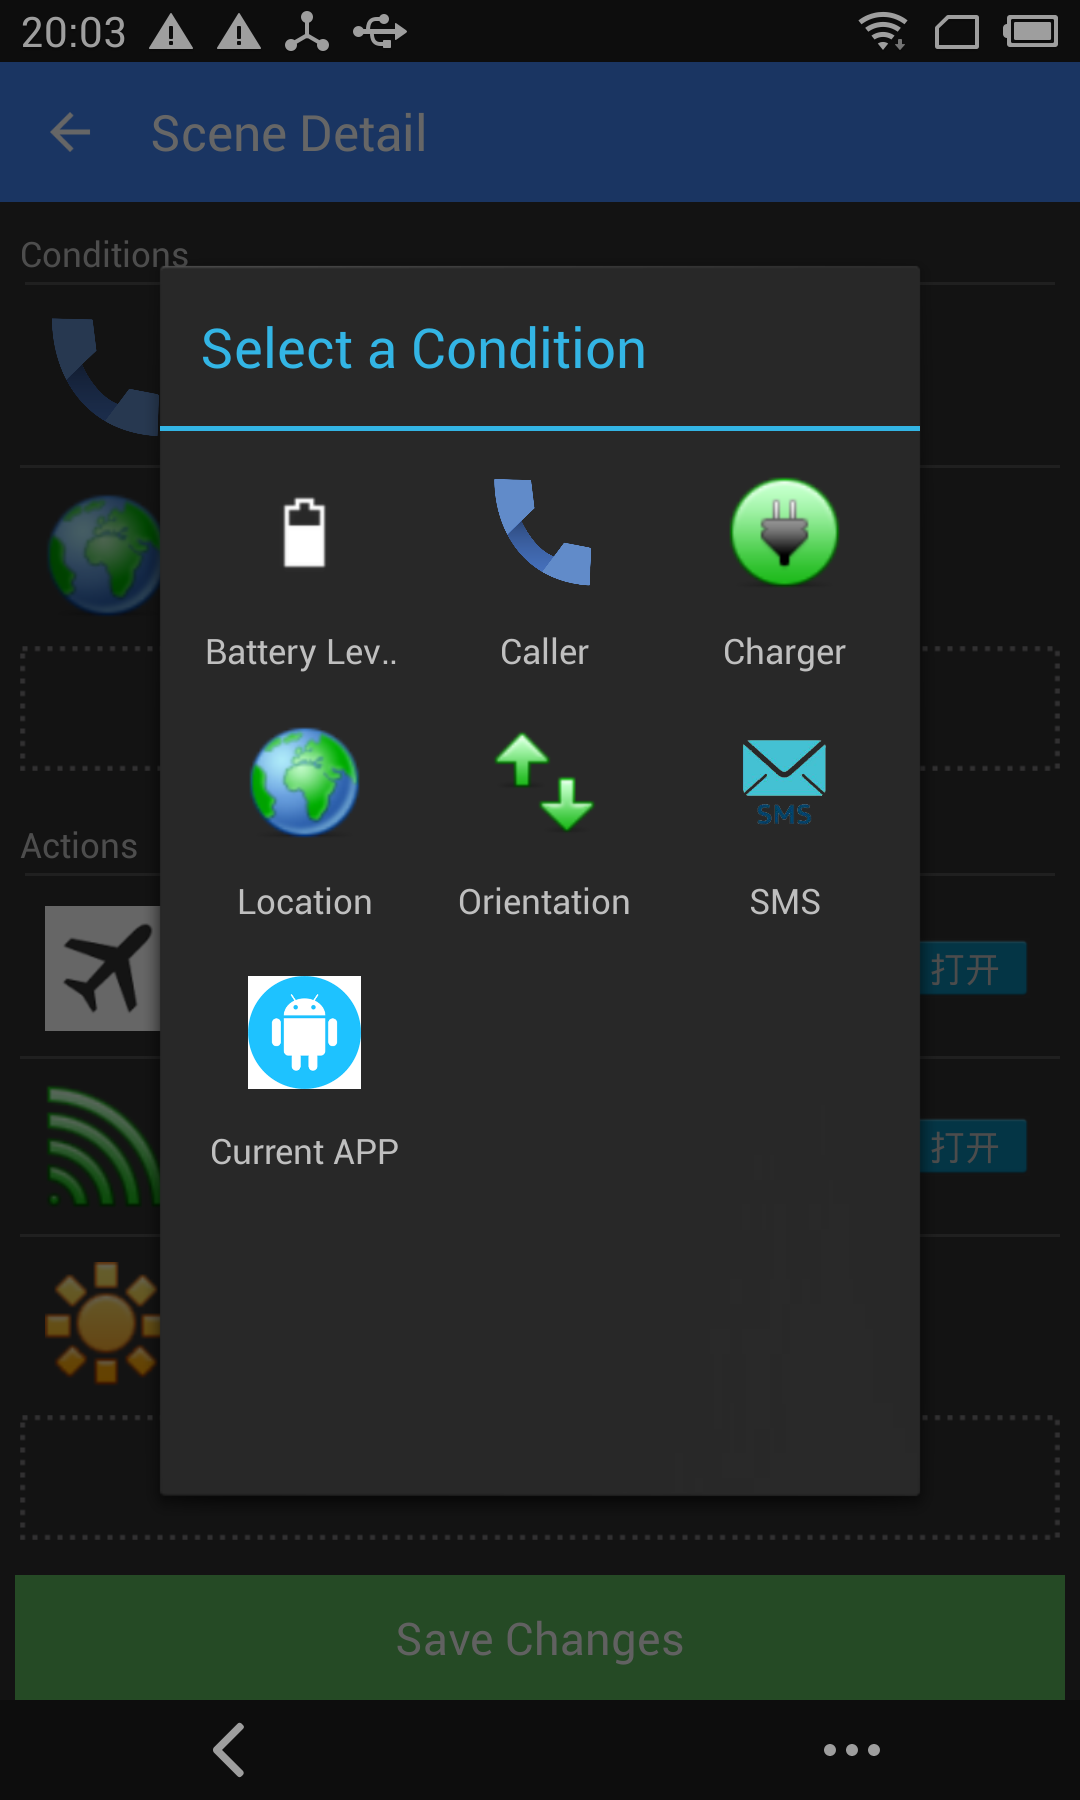 20:03
Scene Detail
Conditions
Select a Condition
Battery Lev..
Caller
Charger
Location
Orientation
SMS
SMS
Current APP
Actions
打开
打开
Save Changes